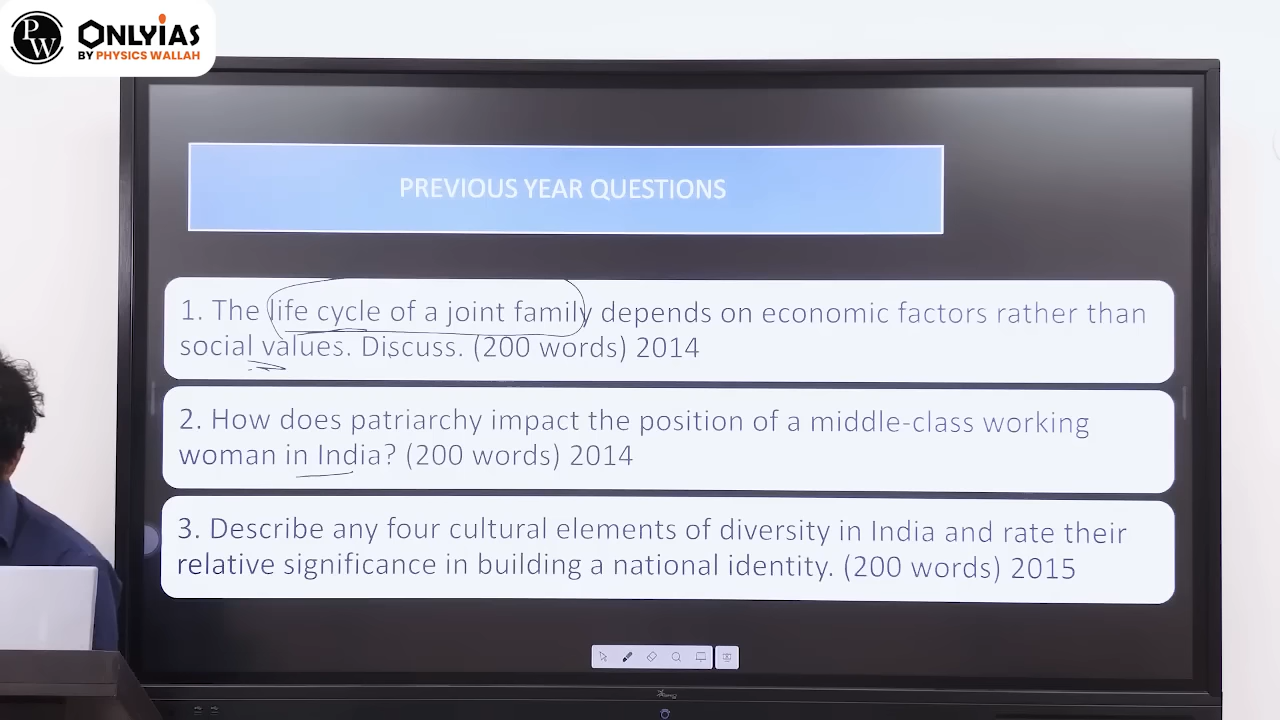 PW
ONLYIAS
BY PHYSICS WALLAH
PREVIOUS YEAR QUESTIONS
1. The life cycle of a joint family depends on economic factors rather than
social values. Discuss. (200 words) 2014
2. How does patriarchy impact the position of a middle-class working
woman in India? (200 words) 2014
3. Describe any four cultural elements of diversity in India and rate their
relative significance in building a national identity. (200 words) 2015